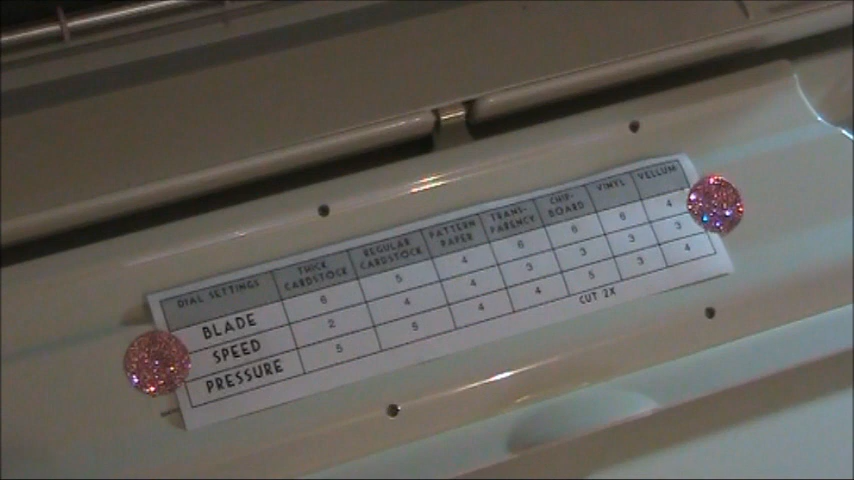 DIAL SETTINGS THICK CARDSTOCK REGULAR CARDSTOCK PATTERN PAPER TRANS-PARENCY CHIP-BOARD VINYL VELLUM
BLADE 6 5 4 6 6 6 4
SPEED 2 4 4 3 3 3 3
PRESSURE 5 5 4 4 5 3 4
CUT 2X